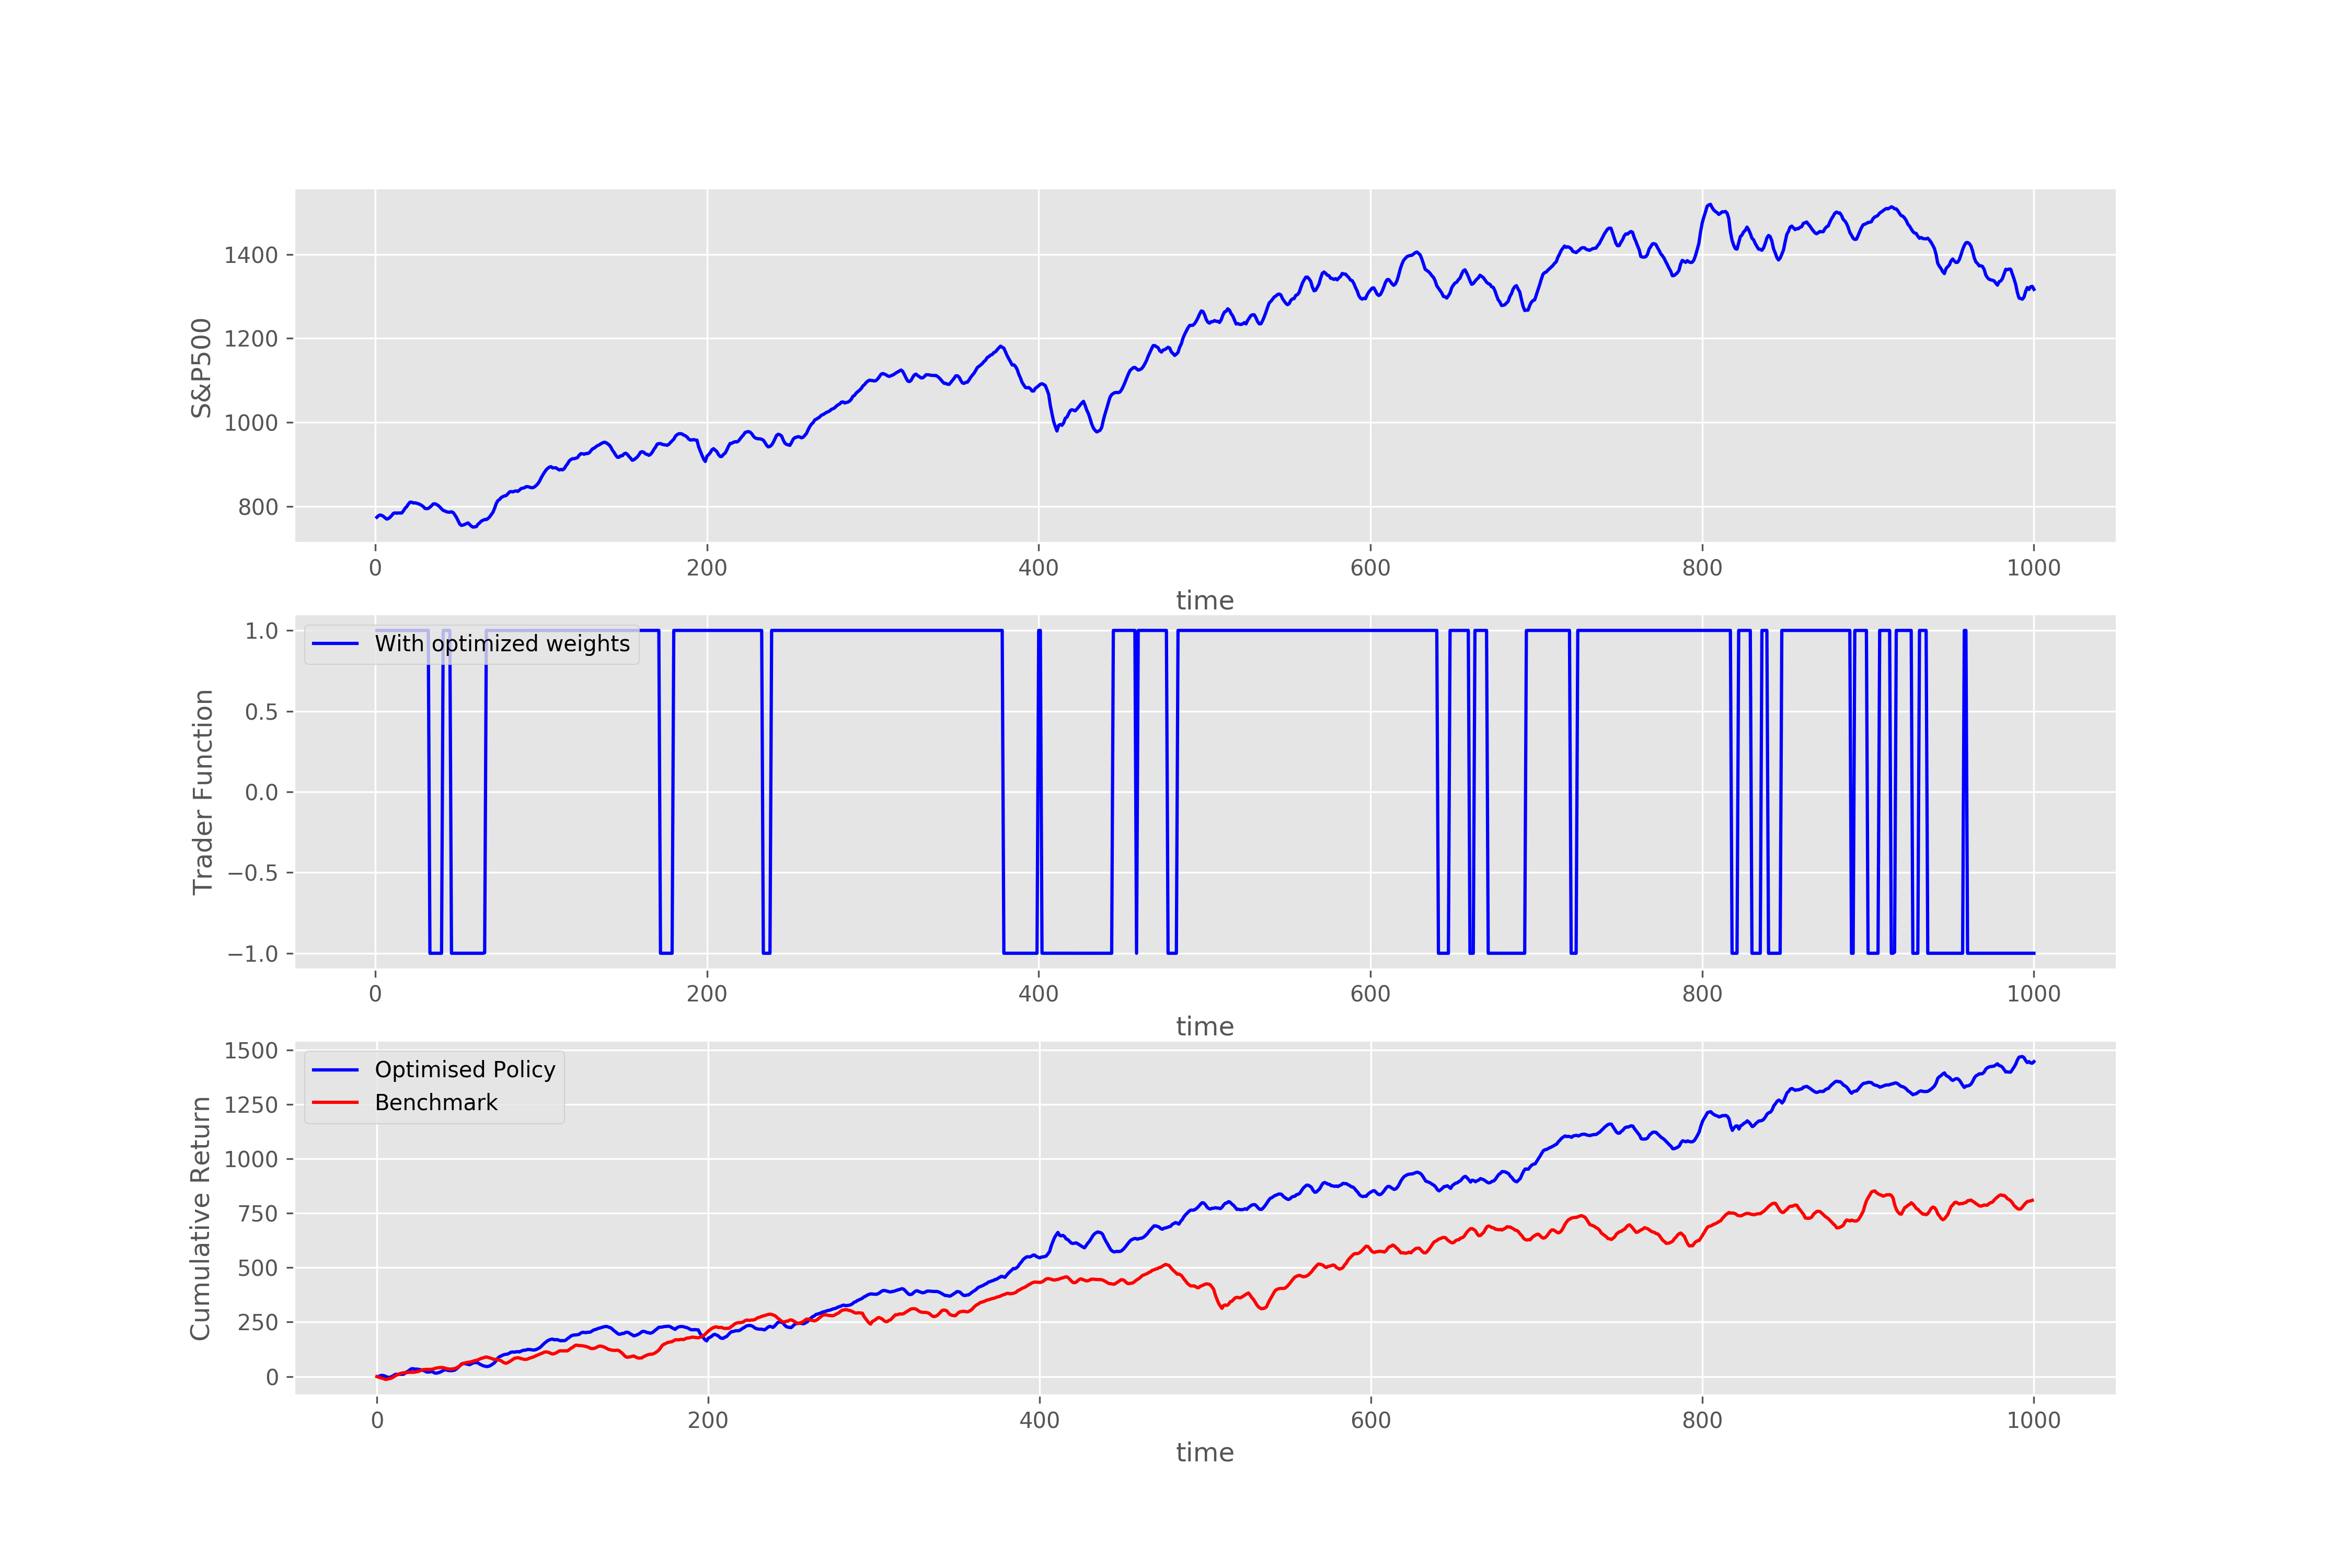 1400
1200
1000
800
S&P500
0 200 400 600 800 1000
time
With optimized weights
1.0
0.5
0.0
−0.5
−1.0
Trader Function
0 200 400 600 800 1000
time
Optimised Policy
Benchmark
1500
1250
1000
750
500
250
0
Cumulative Return
0 200 400 600 800 1000
time